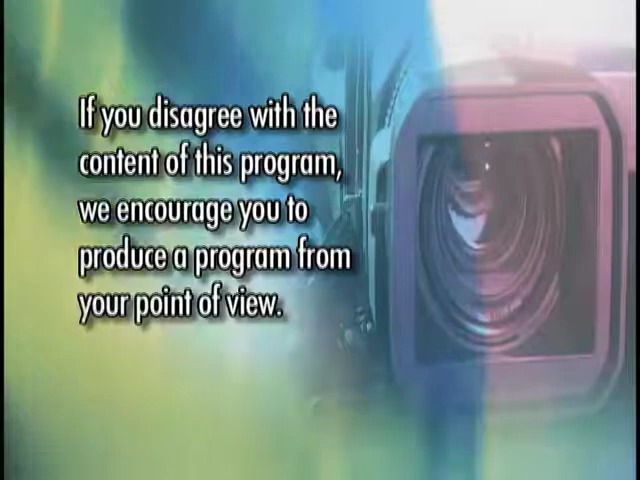 If you disagree with the
content of this program,
we encourage you to
produce a program from
your point of view.